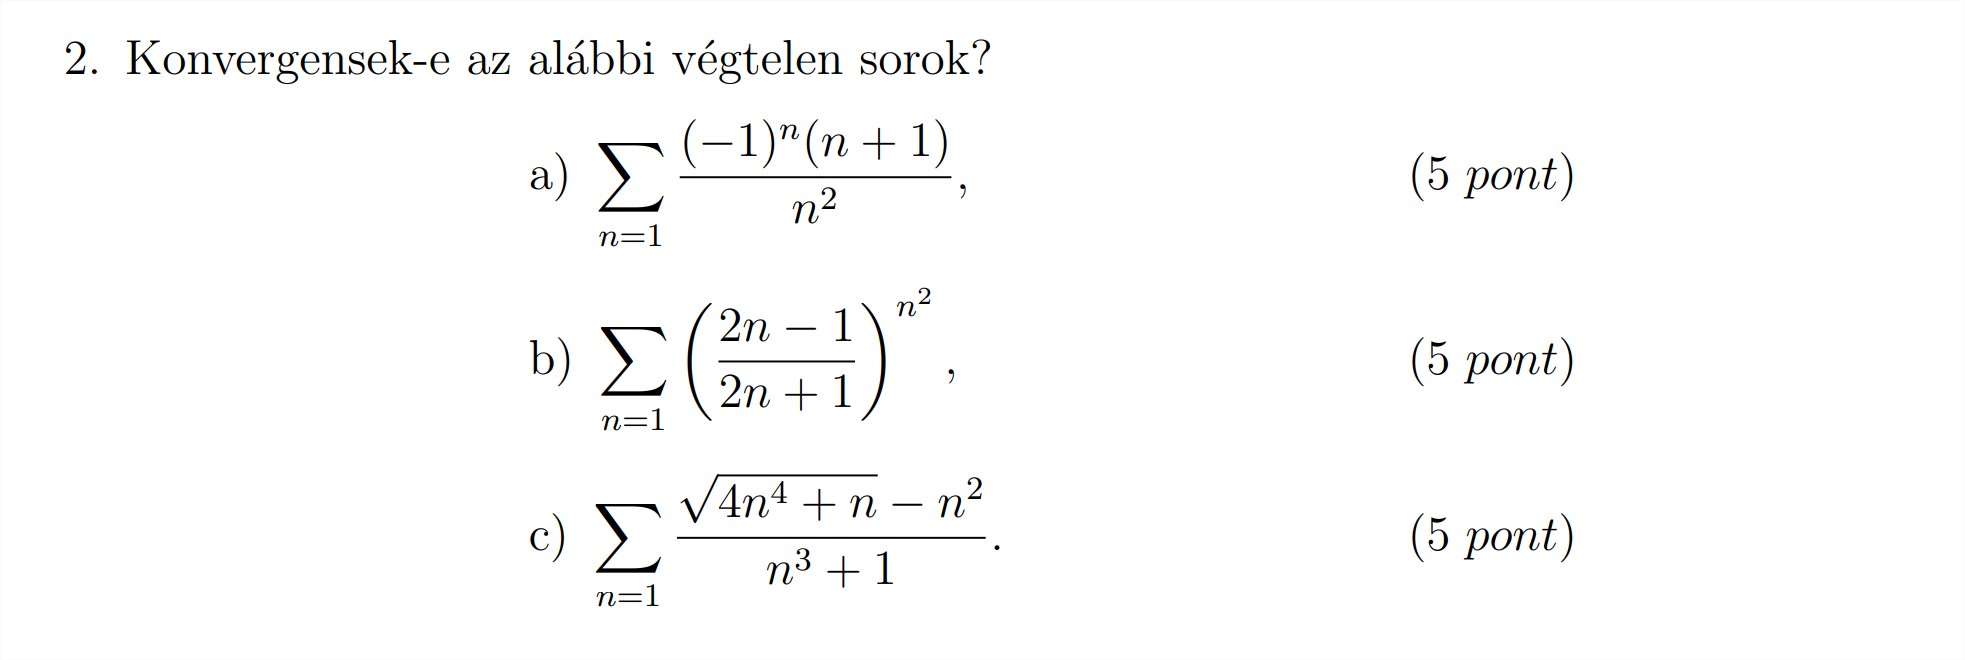 2. Konvergensek-e az alábbi végtelen sorok?
a) $\sum_{n=1} \frac{(-1)^n(n+1)}{n^2}$, (5 pont)
b) $\sum_{n=1} \left(\frac{2n-1}{2n+1}\right)^{n^2}$, (5 pont)
c) $\sum_{n=1} \frac{\sqrt{4n^4+n}-n^2}{n^3+1}$. (5 pont)